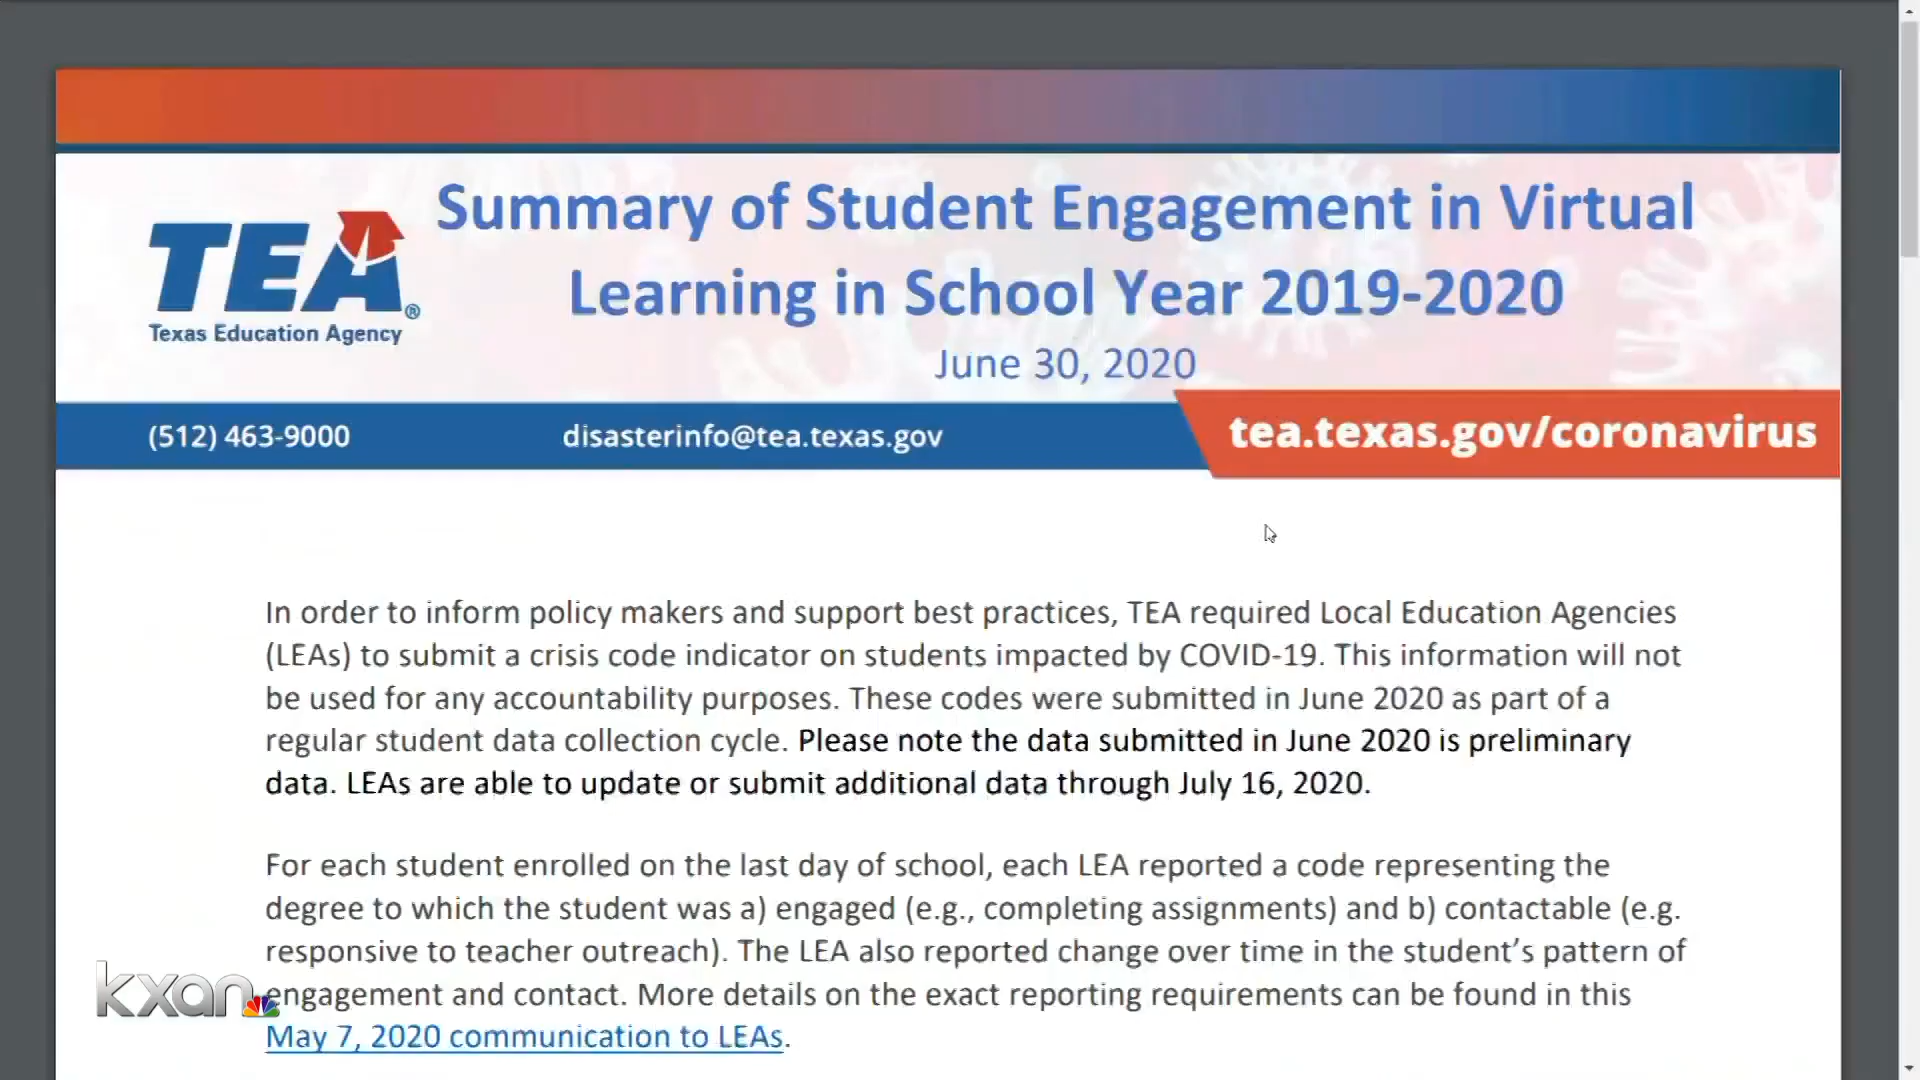 Summary of Student Engagement in Virtual
Learning in School Year 2019-2020
June 30, 2020
TEA®
Texas Education Agency
(512) 463-9000
disasterinfo@tea.texas.gov
tea.texas.gov/coronavirus
In order to inform policy makers and support best practices, TEA required Local Education Agencies
(LEAs) to submit a crisis code indicator on students impacted by COVID-19. This information will not
be used for any accountability purposes. These codes were submitted in June 2020 as part of a
regular student data collection cycle. Please note the data submitted in June 2020 is preliminary
data. LEAs are able to update or submit additional data through July 16, 2020.
For each student enrolled on the last day of school, each LEA reported a code representing the
degree to which the student was a) engaged (e.g., completing assignments) and b) contactable (e.g.
responsive to teacher outreach). The LEA also reported change over time in the student’s pattern of
engagement and contact. More details on the exact reporting requirements can be found in this
May 7, 2020 communication to LEAs.
kxan